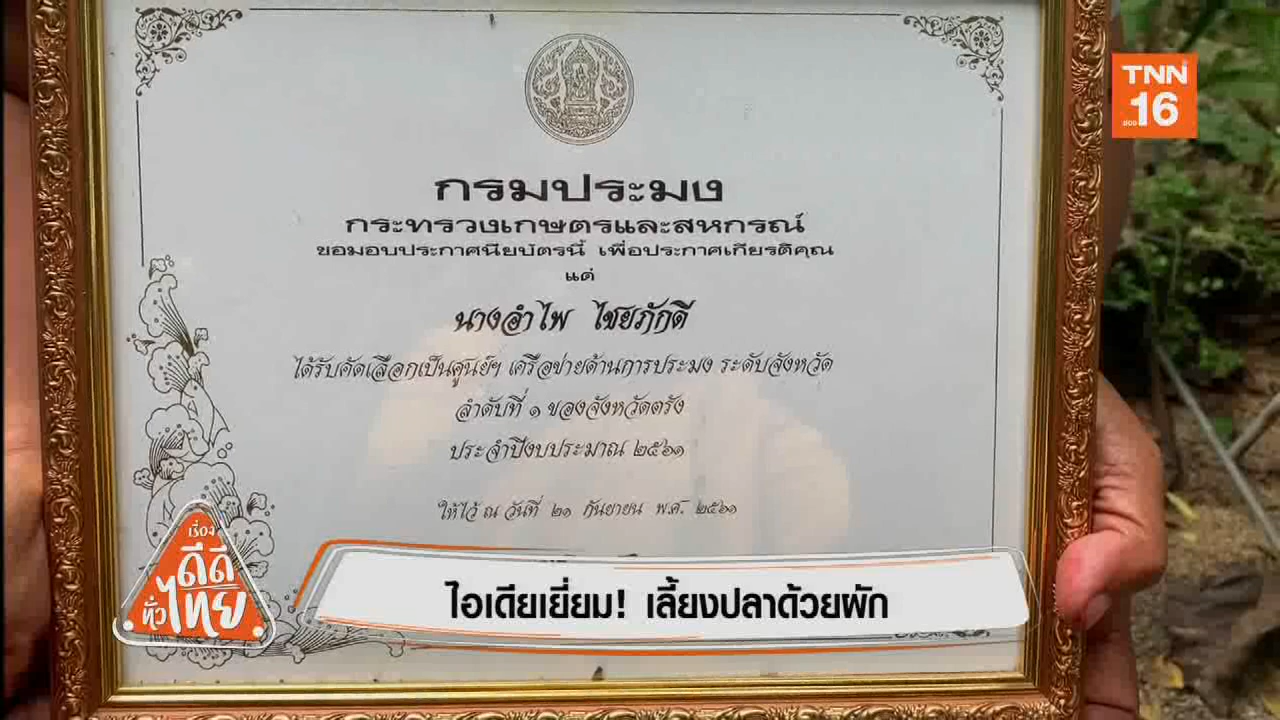 กรมประมง
กระทรวงเกษตรและสหกรณ์
ขอมอบประกาศนียบัตรนี้ เพื่อประกาศเกียรติคุณ
แด่
นางอำไพ ไชยภักดี
ได้รับคัดเลือกเป็นศูนย์ฯ เครือข่ายด้านการประมง ระดับจังหวัด
ลำดับที่ ๑ ของจังหวัดตรัง
ประจำปีงบประมาณ ๒๕๖๑
ให้ไว้ ณ วันที่ ๒๑ กันยายน พ.ศ. ๒๕๖๑
TNN
ช่อง 16
เรื่อง
ดีดี
ทั่วไทย
ไอเดียเยี่ยม! เลี้ยงปลาด้วยผัก